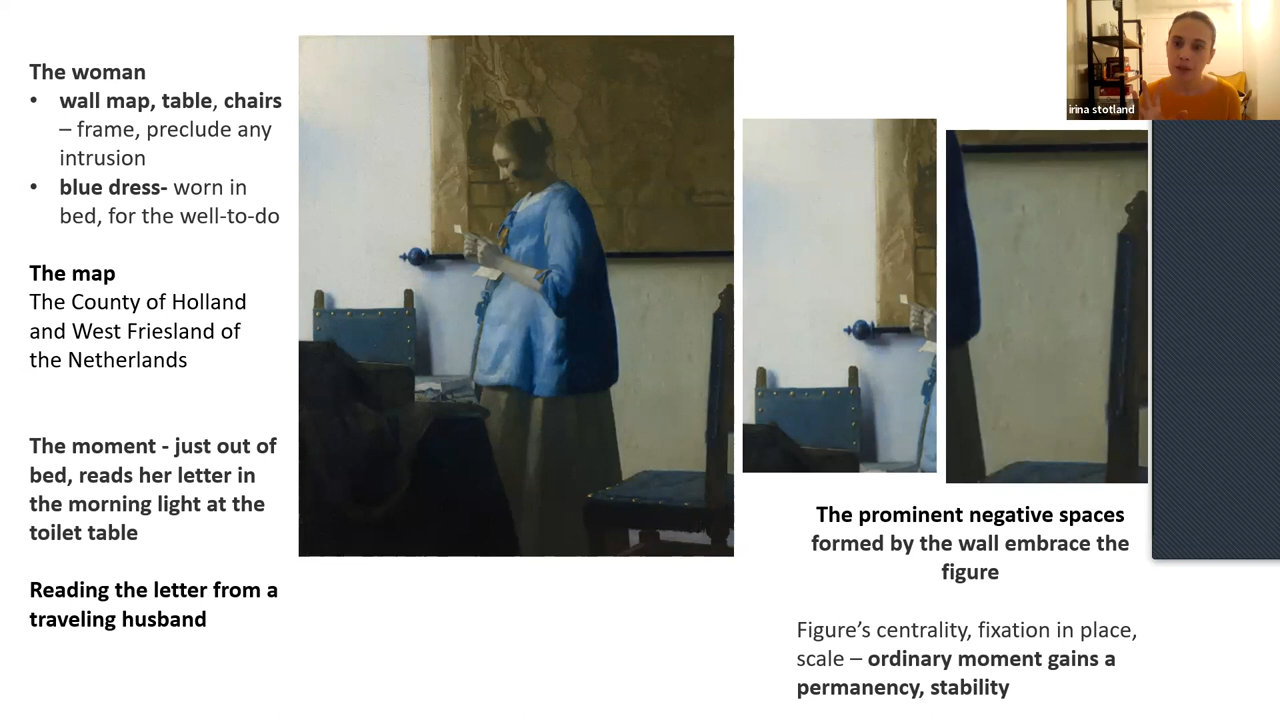 The woman
• wall map, table, chairs
– frame, preclude any
intrusion
• blue dress- worn in
bed, for the well-to-do
The map
The County of Holland
and West Friesland of
the Netherlands
The moment - just out of
bed, reads her letter in
the morning light at the
toilet table
Reading the letter from a
traveling husband
irina stotland
The prominent negative spaces
formed by the wall embrace the
figure
Figure’s centrality, fixation in place,
scale – ordinary moment gains a
permanency, stability